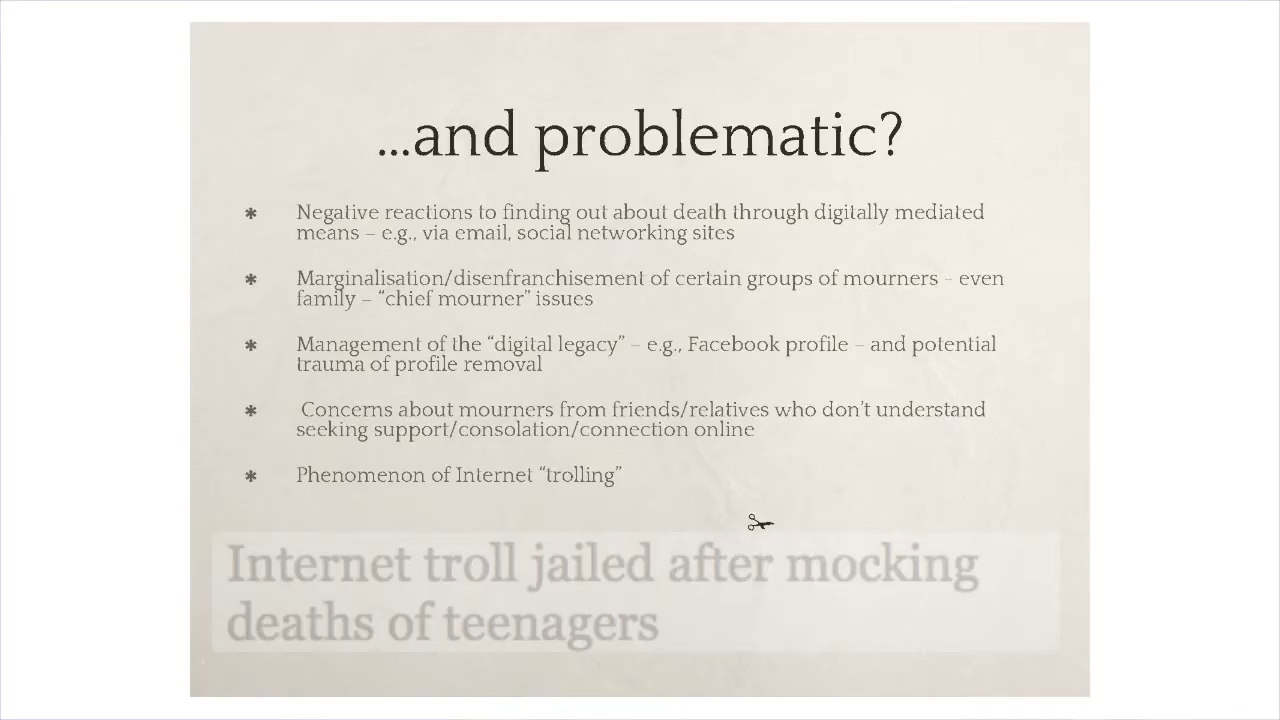 ...and problematic?
✱ Negative reactions to finding out about death through digitally mediated
means – e.g., via email, social networking sites
✱ Marginalisation/disenfranchisement of certain groups of mourners – even
family – “chief mourner” issues
✱ Management of the “digital legacy” – e.g., Facebook profile – and potential
trauma of profile removal
✱ Concerns about mourners from friends/relatives who don’t understand
seeking support/consolation/connection online
✱ Phenomenon of Internet “trolling”
Internet troll jailed after mocking
deaths of teenagers